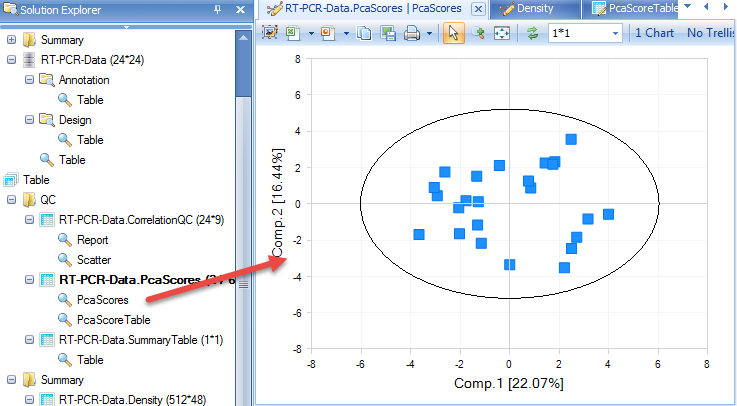 Solution Explorer
Summary
RT-PCR-Data (24*24)
Annotation
Table
Design
Table
Table
Table
QC
RT-PCR-Data.CorrelationQC (24*9)
Report
Scatter
RT-PCR-Data.PcaScores
PcaScores
PcaScoreTable
RT-PCR-Data.SummaryTable (1*1)
Table
Summary
RT-PCR-Data.Density (512*48)
RT-PCR-Data.PcaScores | PcaScores
Density
PcaScoreTable
1*1
1 Chart
No Trellis
8
6
4
2
0
-2
-4
-6
-8
Comp.2 [16.44%]
-8 -6 -4 -2 0 2 4 6 8
Comp.1 [22.07%]